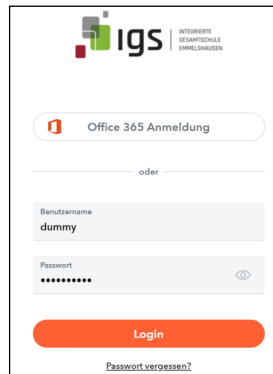 igs
INTEGRIERTE
GESAMTSCHULE
EMMELSHAUSEN
Office 365 Anmeldung
oder
Benutzername
dummy
Passwort
••••••••••
Login
Passwort vergessen?